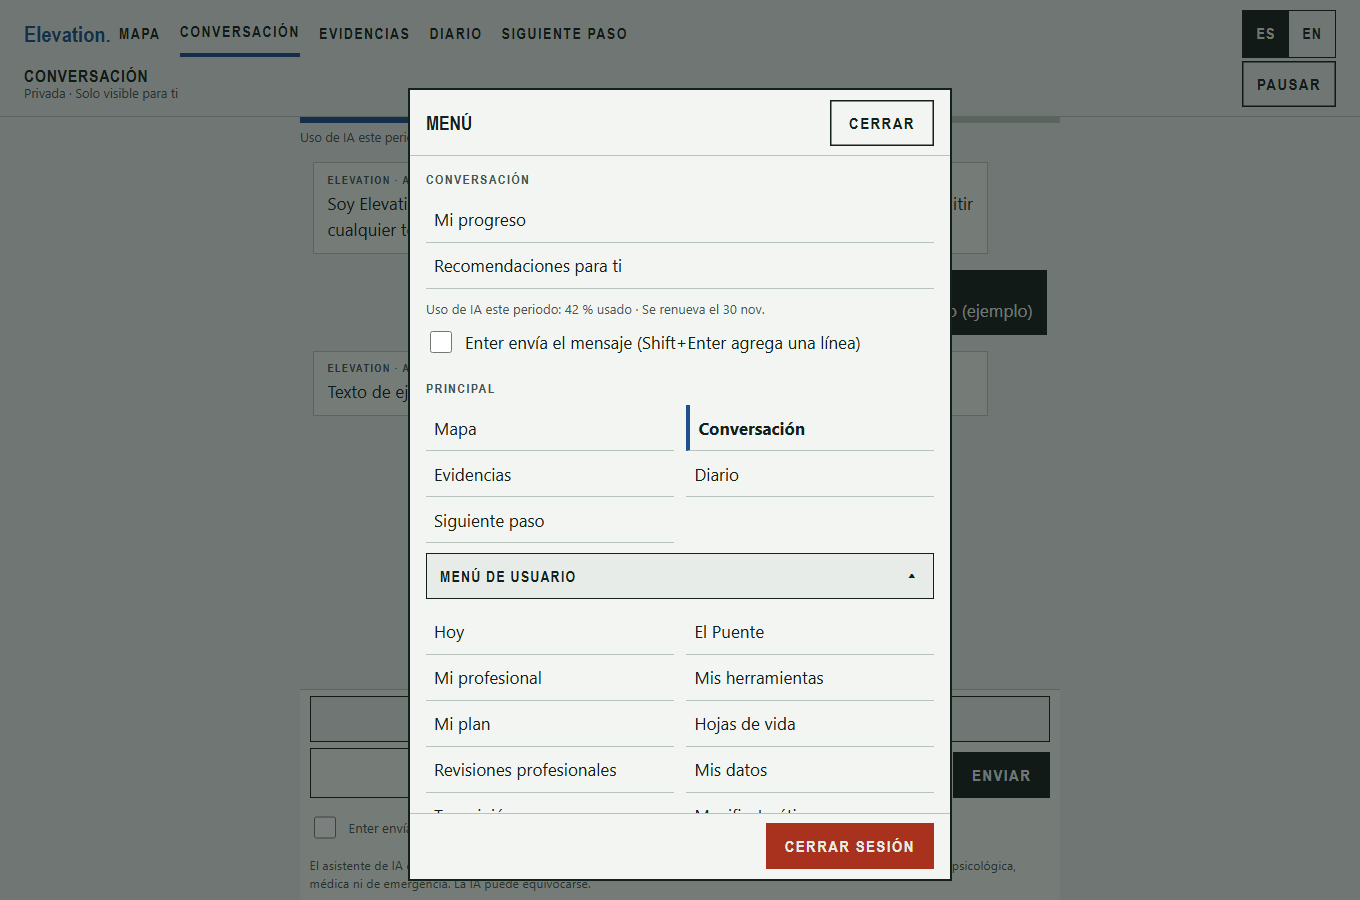 Elevation. MAPA CONVERSACIÓN EVIDENCIAS DIARIO SIGUIENTE PASO
ES EN
CONVERSACIÓN
Privada · Solo visible para ti
PAUSAR
Uso de IA este
ELEVATION ·
Soy
cualquier
ELEVATION ·
Texto de
(ejemplo)
MENÚ
CERRAR
CONVERSACIÓN
Mi progreso
Recomendaciones para ti
Uso de IA este periodo: 42 % usado · Se renueva el 30 nov.
Enter envía el mensaje (Shift+Enter agrega una línea)
PRINCIPAL
Mapa
Conversación
Evidencias
Diario
Siguiente paso
MENÚ DE USUARIO
Hoy
El Puente
Mi profesional
Mis herramientas
Mi plan
Hojas de vida
Revisiones profesionales
Mis datos
CERRAR SESIÓN
ENVIAR
Enter
El asistente de IA
psicológica,
médica ni de emergencia. La IA puede equivocarse.